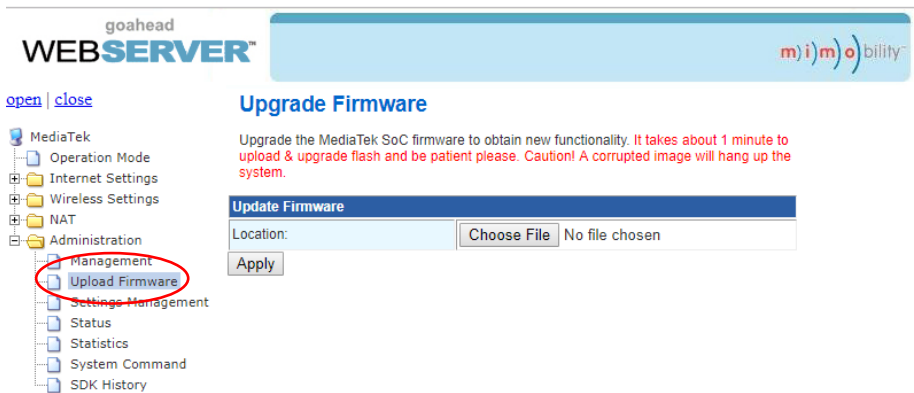 goahead
WEBSERVER™
m)i)m)o)bility™
open | close
MediaTek
Operation Mode
Internet Settings
Wireless Settings
NAT
Administration
Management
Upload Firmware
Settings Management
Status
Statistics
System Command
SDK History
Upgrade Firmware
Upgrade the MediaTek SoC firmware to obtain new functionality. It takes about 1 minute to
upload & upgrade flash and be patient please. Caution! A corrupted image will hang up the
system.
Update Firmware
Location: Choose File No file chosen
Apply